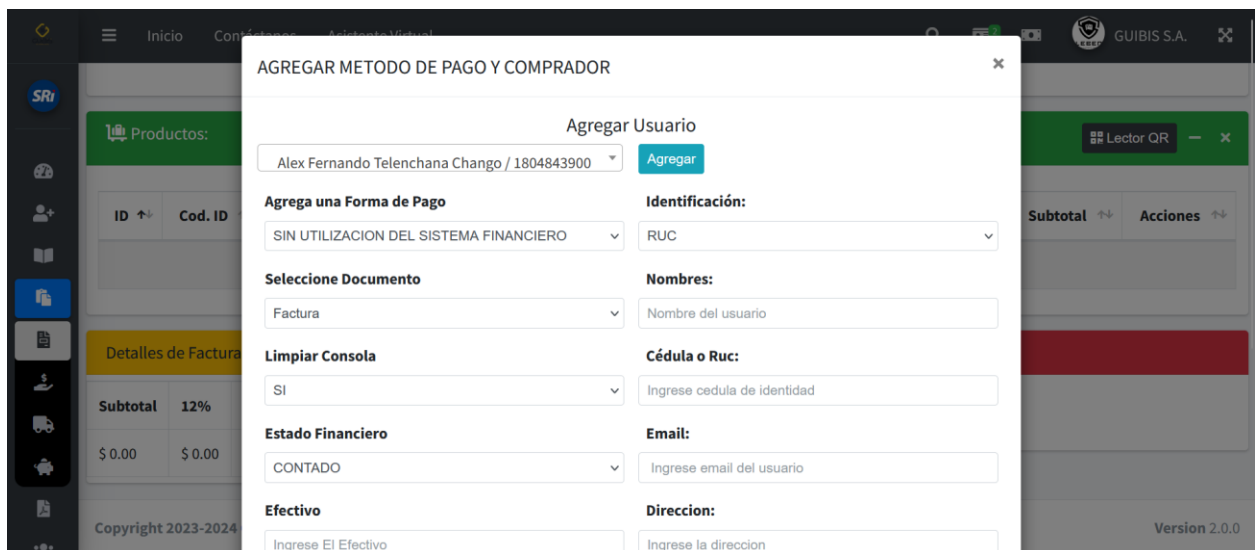 Inicio Contáctanos Asistente Virtual GUIBIS S.A.
AGREGAR METODO DE PAGO Y COMPRADOR ×
SRi
Agregar Usuario
Productos: Lector QR
Alex Fernando Telenchana Chango / 1804843900 Agregar
Agrega una Forma de Pago Identificación:
ID Cod. ID Subtotal Acciones
SIN UTILIZACION DEL SISTEMA FINANCIERO RUC
Seleccione Documento Nombres:
Factura Nombre del usuario
Detalles de Factura
Limpiar Consola Cédula o Ruc:
SI Ingrese cedula de identidad
Subtotal 12%
Estado Financiero Email:
$ 0.00 $ 0.00
CONTADO Ingrese email del usuario
Efectivo Direccion:
Copyright 2023-2024 Version 2.0.0
Ingrese El Efectivo Ingrese la direccion